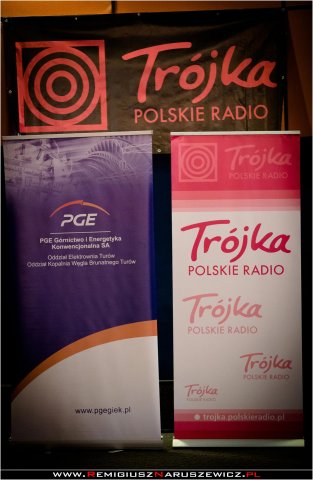 Trójka
POLSKIE RADIO
PGE
PGE Górnictwo i Energetyka
Konwencjonalna SA
Oddział Elektrownia Turów
Oddział Kopalnia Węgla Brunatnego Turów
www.pgegiek.pl
Trójka
POLSKIE RADIO
Trójka
POLSKIE RADIO
Trójka
POLSKIE RADIO
Trójka
POLSKIE RADIO
Trójka
POLSKIE RADIO
trojka.polskieradio.pl
www.RemigiuszNaruszewicz.pl